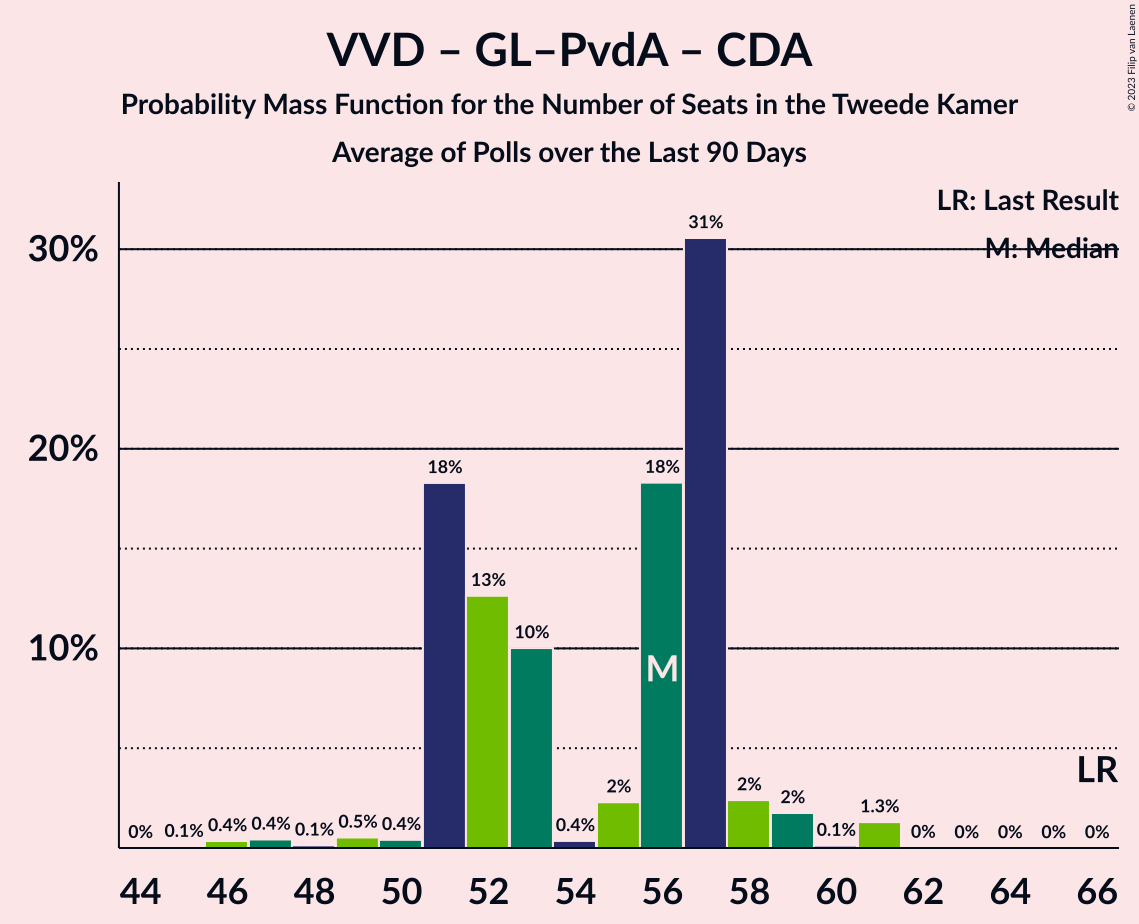 VVD – GL–PvdA – CDA
Probability Mass Function for the Number of Seats in the Tweede Kamer
Average of Polls over the Last 90 Days
© 2023 Filip van Laenen
LR: Last Result
M: Median
30%
20%
10%
0%
0.1%
0.4%
0.4%
0.1%
0.5%
0.4%
18%
13%
10%
0.4%
2%
18%
31%
2%
2%
0.1%
1.3%
0%
0%
0%
0%
0%
M
LR
44 46 48 50 52 54 56 58 60 62 64 66